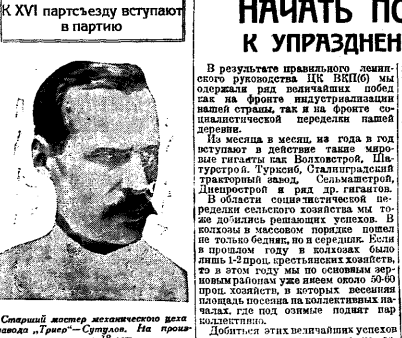 К XVI партсъезду вступают
в партию
НАЧАТЬ
К УПРАЗДНЕН
В результате правильного ленин-
ского руководства ЦК ВКП(б) мы
одержали ряд величайших побед
как на фронте индустриализации
нашей страны, так и на фронте со-
циалистической переделки нашей
деревни.
Из месяца в месяц, из года в год
вступают в действие такие миро-
вые гиганты как Волховстрой, Ша-
турстрой, Турксиб, Сталинградский
тракторный завод, Сельмашстрой,
Днепрострой и ряд др. гигантов.
В области социалистической пе-
ределки сельского хозяйства мы то-
же добились решающих успехов. В
колхозы в массовом порядке пошел
не только бедняк, но и середняк. Если
в прошлом году в колхозах было
лишь 1-2 проц. крестьянских хозяйств,
то в этом году мы по основным зер-
новым районам уже имеем около 50-60
проц. хозяйств, в которых весенняя
площадь посеяна на коллективных на-
чалах, где под озимые поднят пар
коллективно.
Добиться этих величайших успехов
Старший мастер механического цеха
завода „Триер"—Сутулов. На произ-